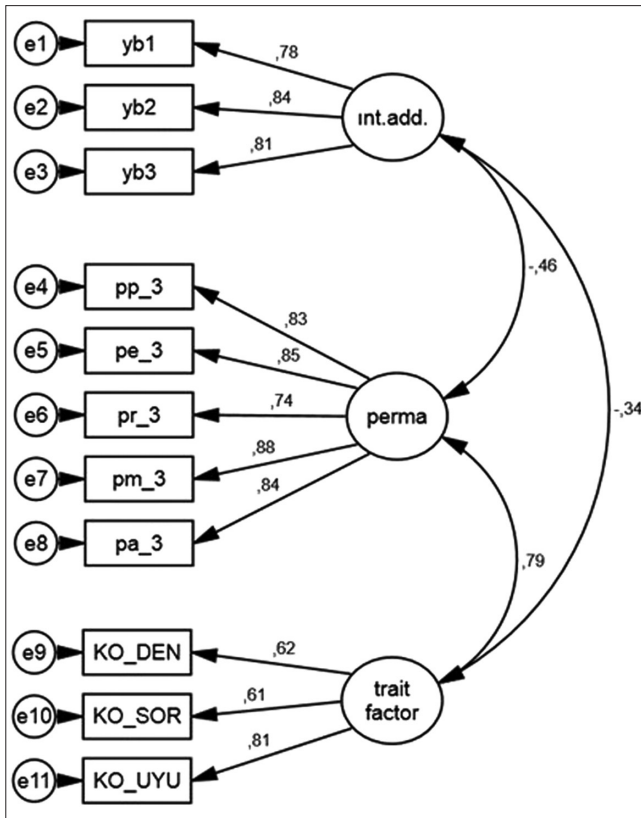 e1 yb1 ,78
e2 yb2 ,84 ınt.add.
e3 yb3 ,81
-,46
e4 pp_3 ,83
e5 pe_3 ,85
-,34
e6 pr_3 ,74 perma
e7 pm_3 ,88
e8 pa_3 ,84
,79
e9 KO_DEN ,62
e10 KO_SOR ,61 trait
factor
e11 KO_UYU ,81